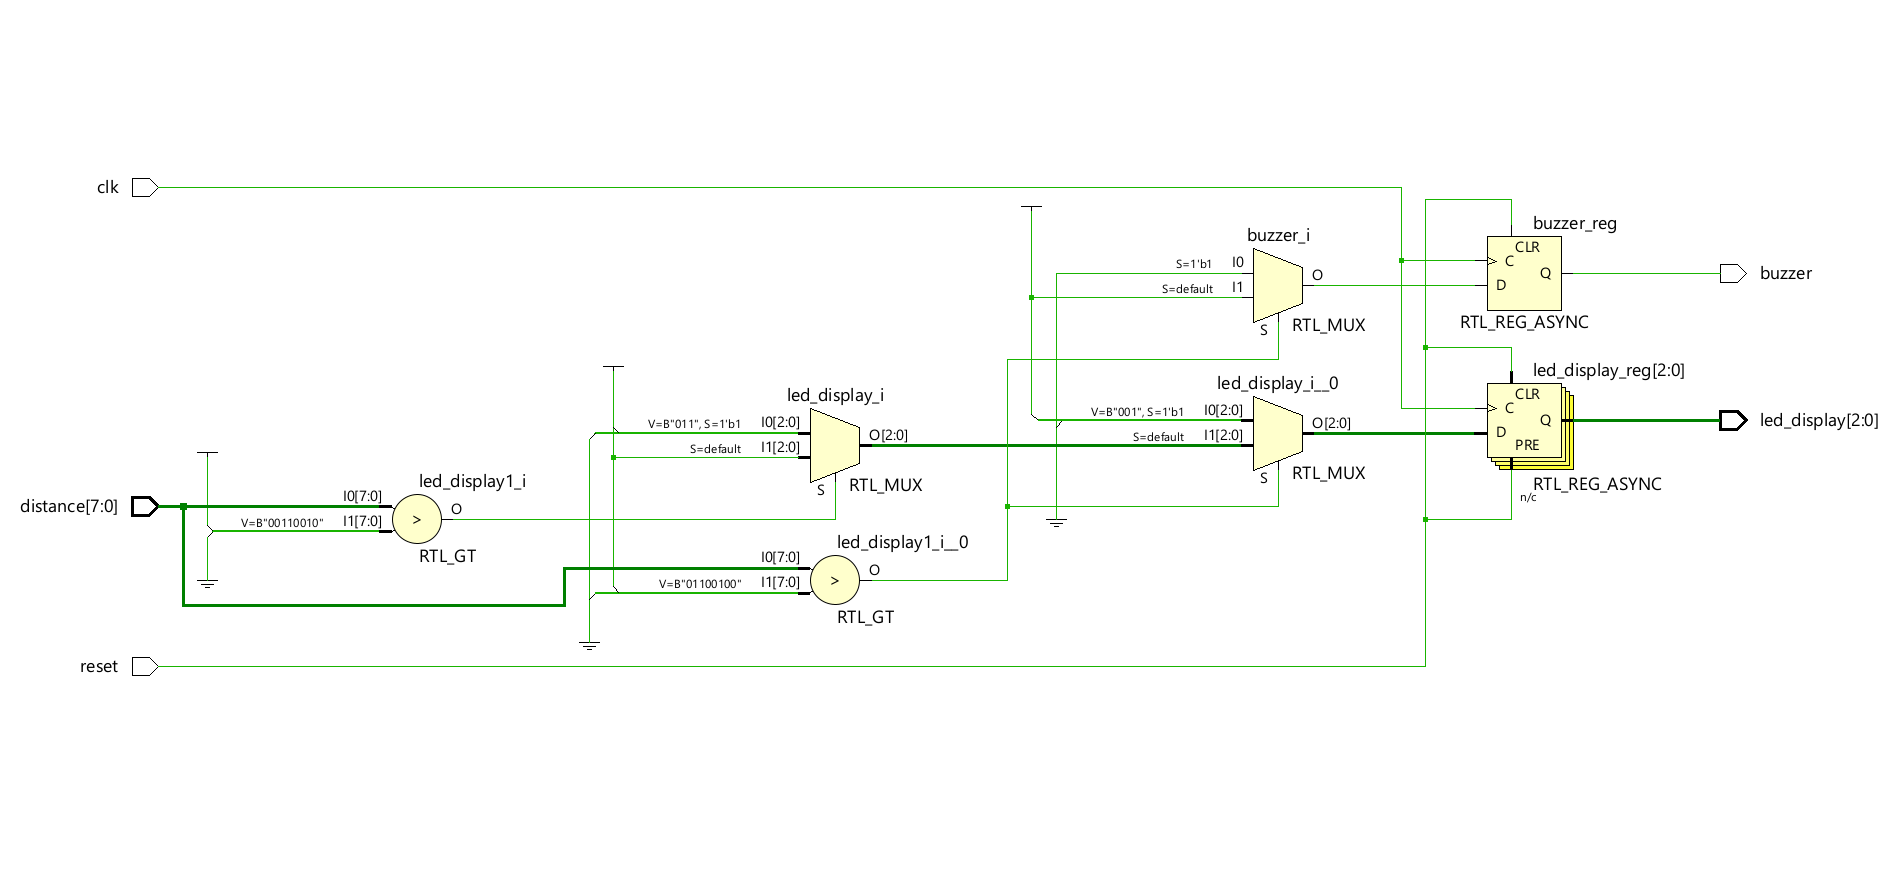 clk
buzzer_reg
buzzer_i
CLR
S=1'b1
I0
C
O
Q
buzzer
S=default
I1
D
S
RTL_MUX
RTL_REG_ASYNC
led_display_reg[2:0]
led_display_i__0
led_display_i
CLR
V=B"001", S=1'b1
I0[2:0]
C
V=B"011", S=1'b1
I0[2:0]
O[2:0]
Q
led_display[2:0]
O[2:0]
S=default
I1[2:0]
D
S=default
I1[2:0]
PRE
S
RTL_MUX
led_display1_i
S
RTL_MUX
RTL_REG_ASYNC
n/c
I0[7:0]
distance[7:0]
O
V=B"00110010"
I1[7:0]
>
RTL_GT
led_display1_i__0
I0[7:0]
O
V=B"01100100"
I1[7:0]
>
RTL_GT
reset